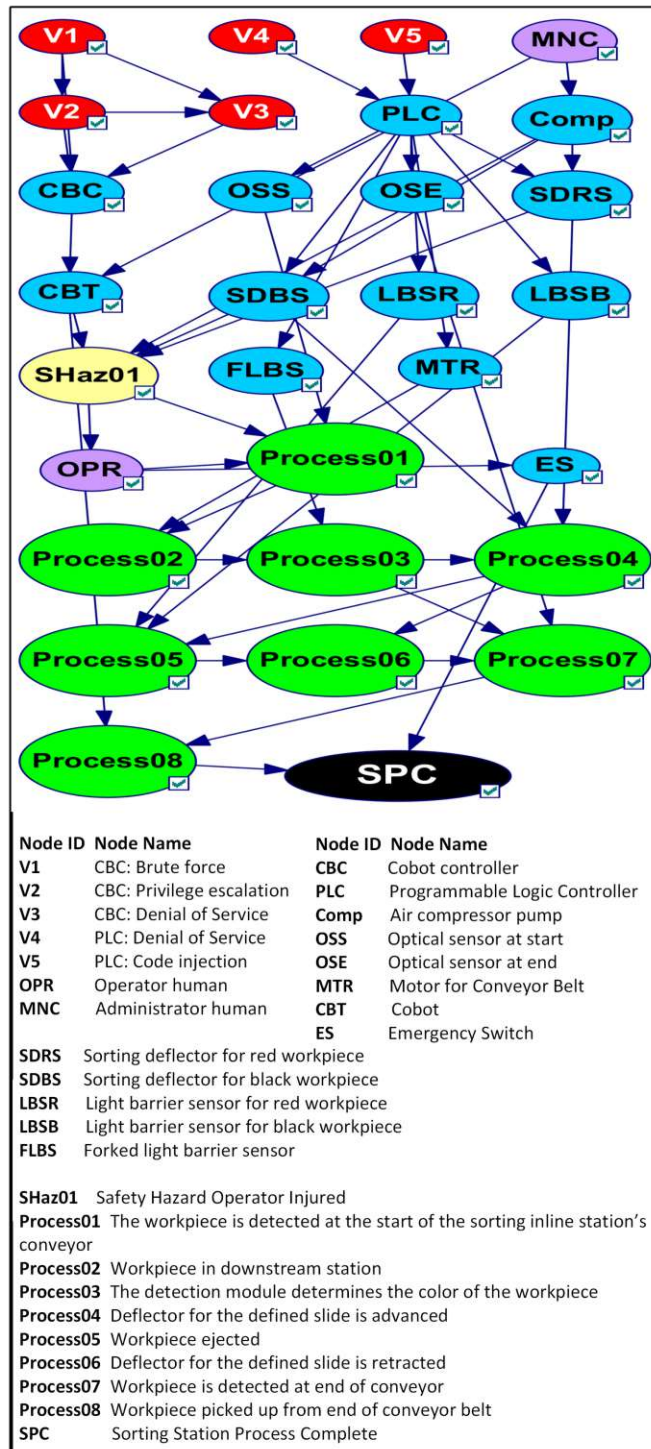 V1 V4 V5 MNC
V2 V3 PLC Comp
CBC OSS OSE SDRS
CBT SDBS LBSR LBSB
SHaz01 FLBS MTR
OPR Process01 ES
Process02 Process03 Process04
Process05 Process06 Process07
Process08 SPC
Node ID Node Name Node ID Node Name
V1 CBC: Brute force CBC Cobot controller
V2 CBC: Privilege escalation PLC Programmable Logic Controller
V3 CBC: Denial of Service Comp Air compressor pump
V4 PLC: Denial of Service OSS Optical sensor at start
V5 PLC: Code injection OSE Optical sensor at end
OPR Operator human MTR Motor for Conveyor Belt
MNC Administrator human CBT Cobot
ES Emergency Switch
SDRS Sorting deflector for red workpiece
SDBS Sorting deflector for black workpiece
LBSR Light barrier sensor for red workpiece
LBSB Light barrier sensor for black workpiece
FLBS Forked light barrier sensor
SHaz01 Safety Hazard Operator Injured
Process01 The workpiece is detected at the start of the sorting inline station's
conveyor
Process02 Workpiece in downstream station
Process03 The detection module determines the color of the workpiece
Process04 Deflector for the defined slide is advanced
Process05 Workpiece ejected
Process06 Deflector for the defined slide is retracted
Process07 Workpiece is detected at end of conveyor
Process08 Workpiece picked up from end of conveyor belt
SPC Sorting Station Process Complete